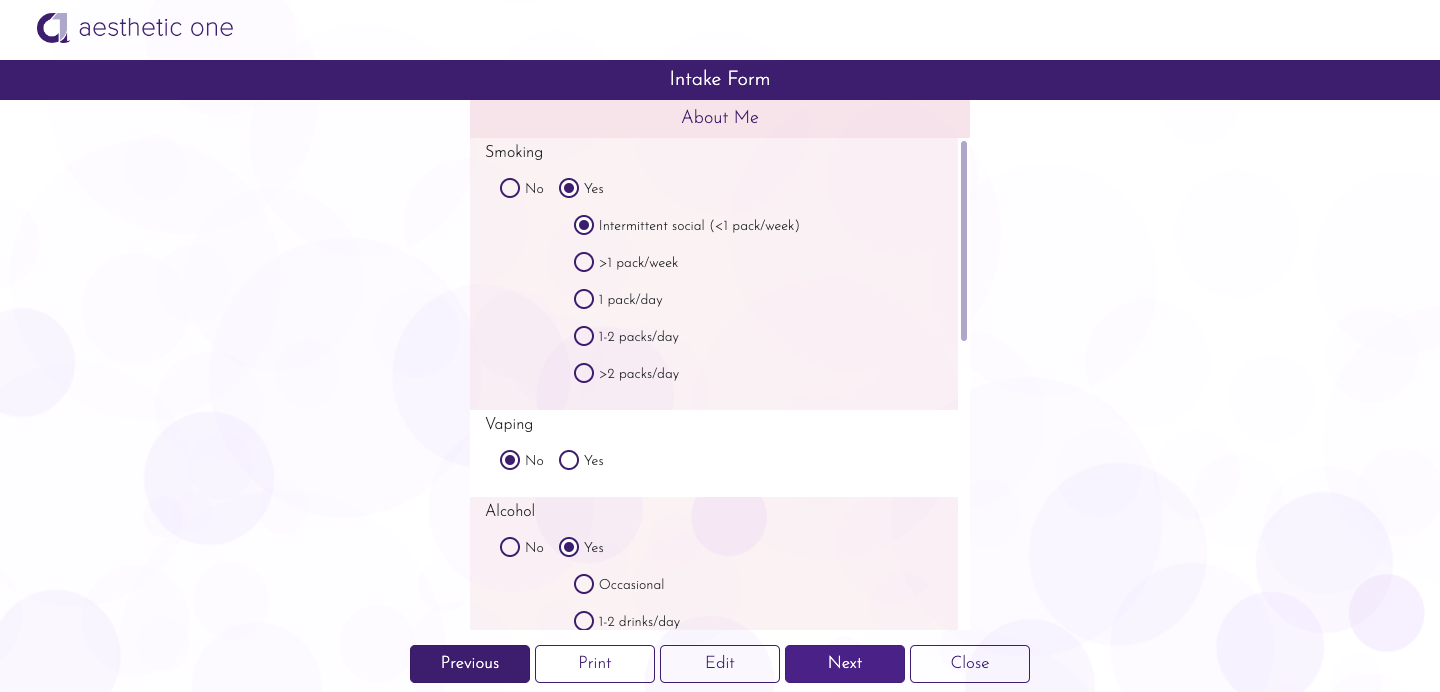 aesthetic one
Intake Form
About Me
Smoking
No Yes
Intermittent social (<1 pack/week)
>1 pack/week
1 pack/day
1-2 packs/day
>2 packs/day
Vaping
No Yes
Alcohol
No Yes
Occasional
1-2 drinks/day
Previous Print Edit Next Close